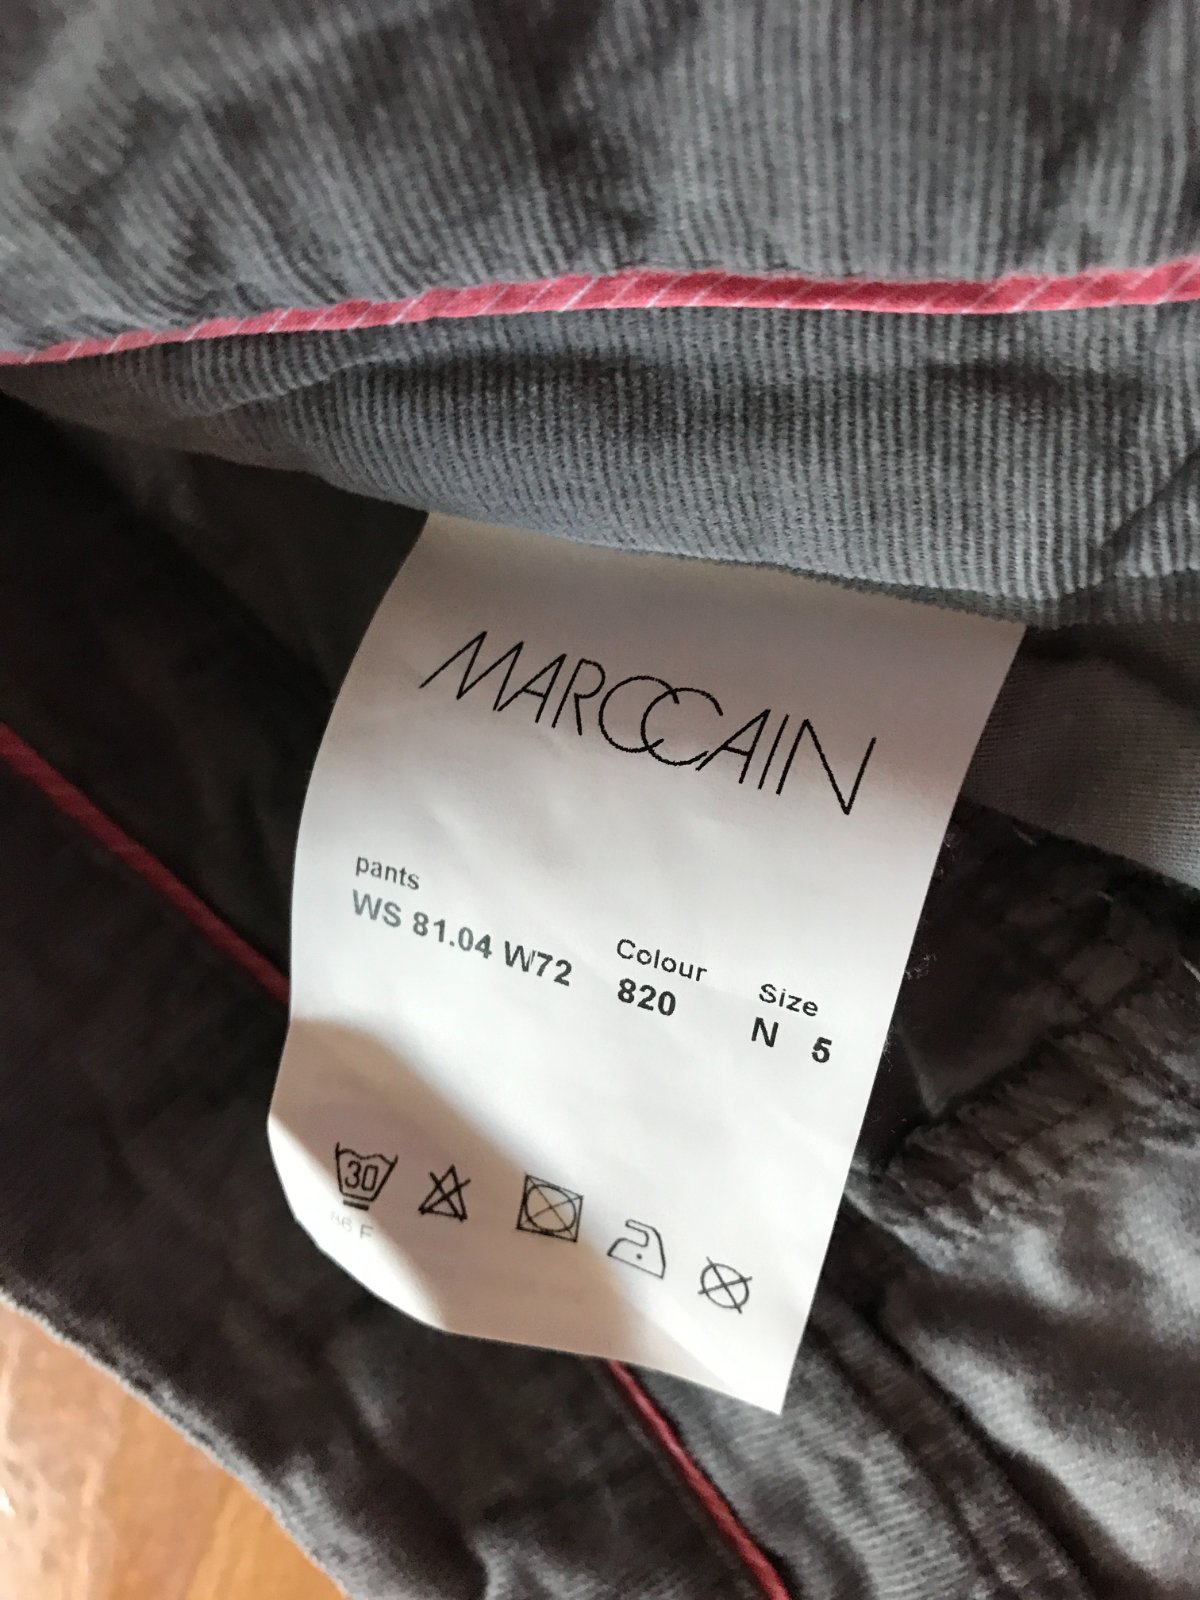 MARCCAIN
pants
WS 81.04 W72
Colour
820
Size
N 5
30